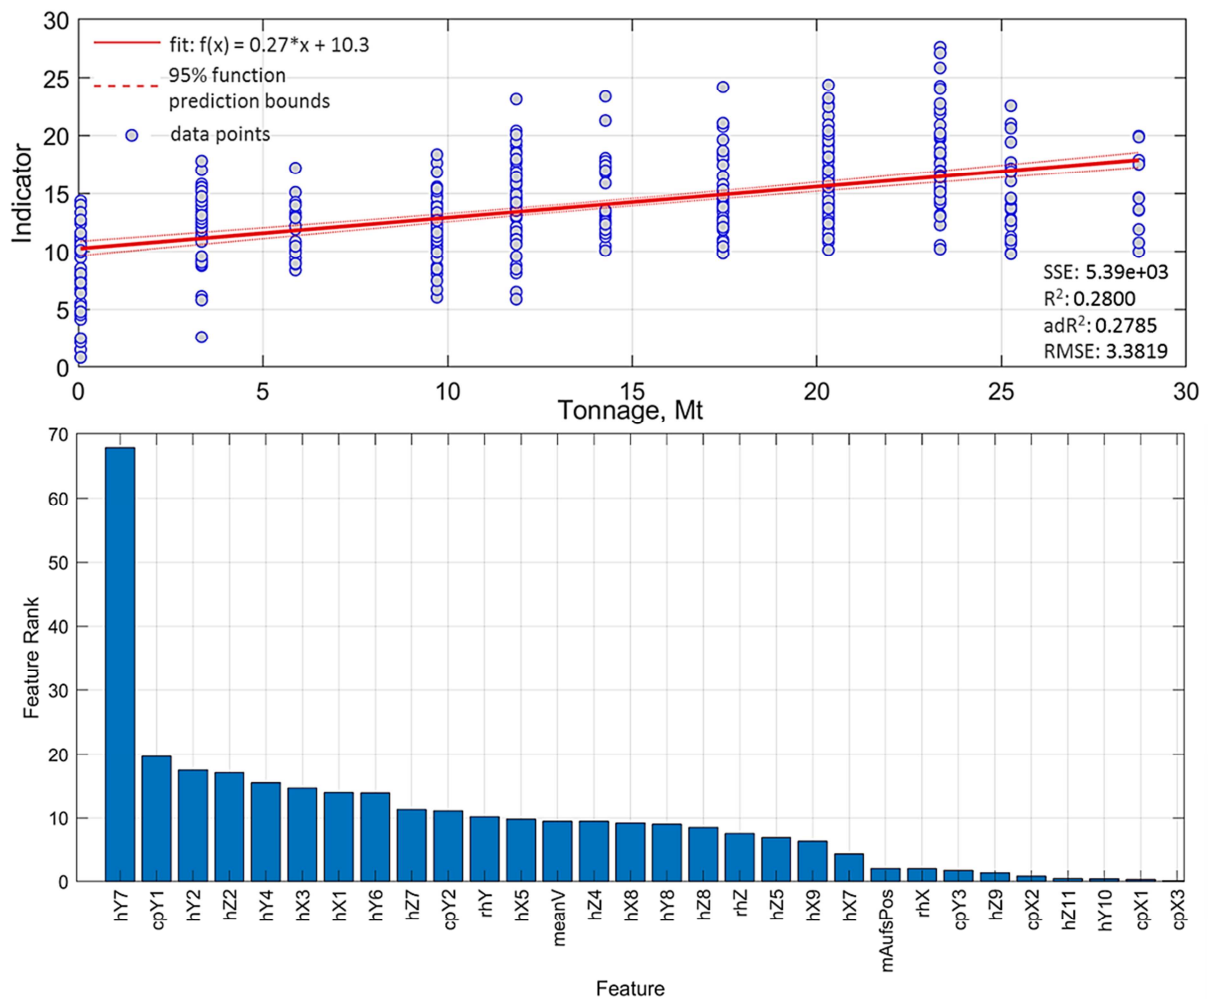 30
25
20
15
10
5
0
Indicator
fit: f(x) = 0.27*x + 10.3
95% function
prediction bounds
data points
SSE: 5.39e+03
R²: 0.2800
adR²: 0.2785
RMSE: 3.3819
0 5 10 15 20 25 30
Tonnage, Mt
70
60
50
40
30
20
10
0
Feature Rank
hY7 cpY1 hY2 hZ2 hY4 hX3 hX1 hY6 hZ7 cpY2 rhY hX5 meanV hZ4 hX8 hY8 hZ8 rhZ hZ5 hX9 hX7 mAufsPos rhX cpY3 hZ9 cpX2 hZ11 hY10 cpX1 cpX3
Feature